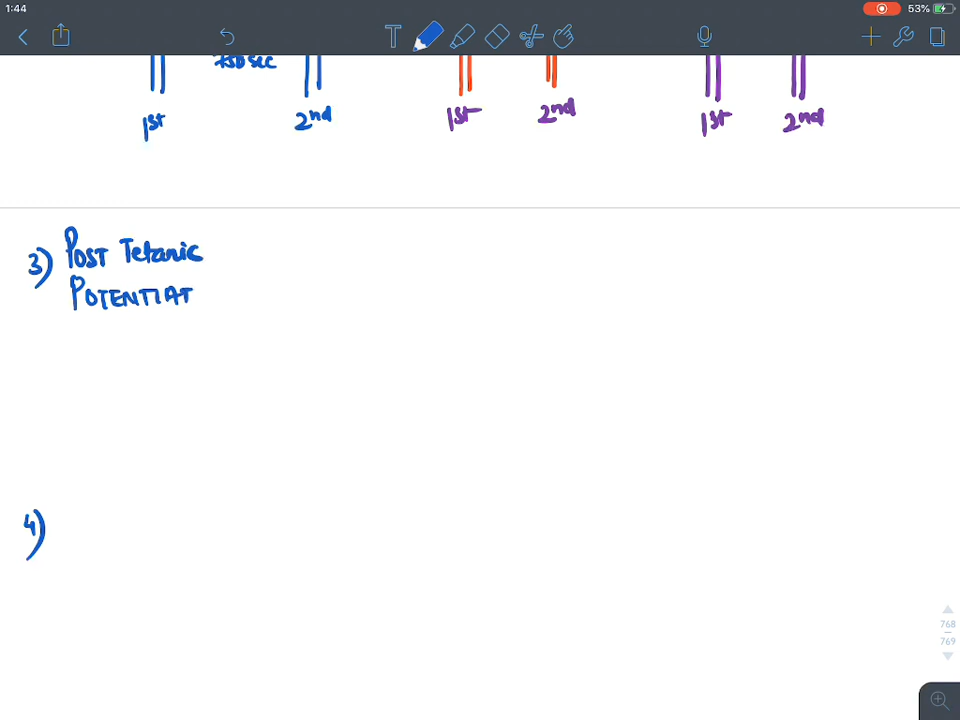 1:44
53%
T
1st
2nd
1st
2nd
1st
2nd
3) POST Tetanic
POTENTIAT
4)
768
769